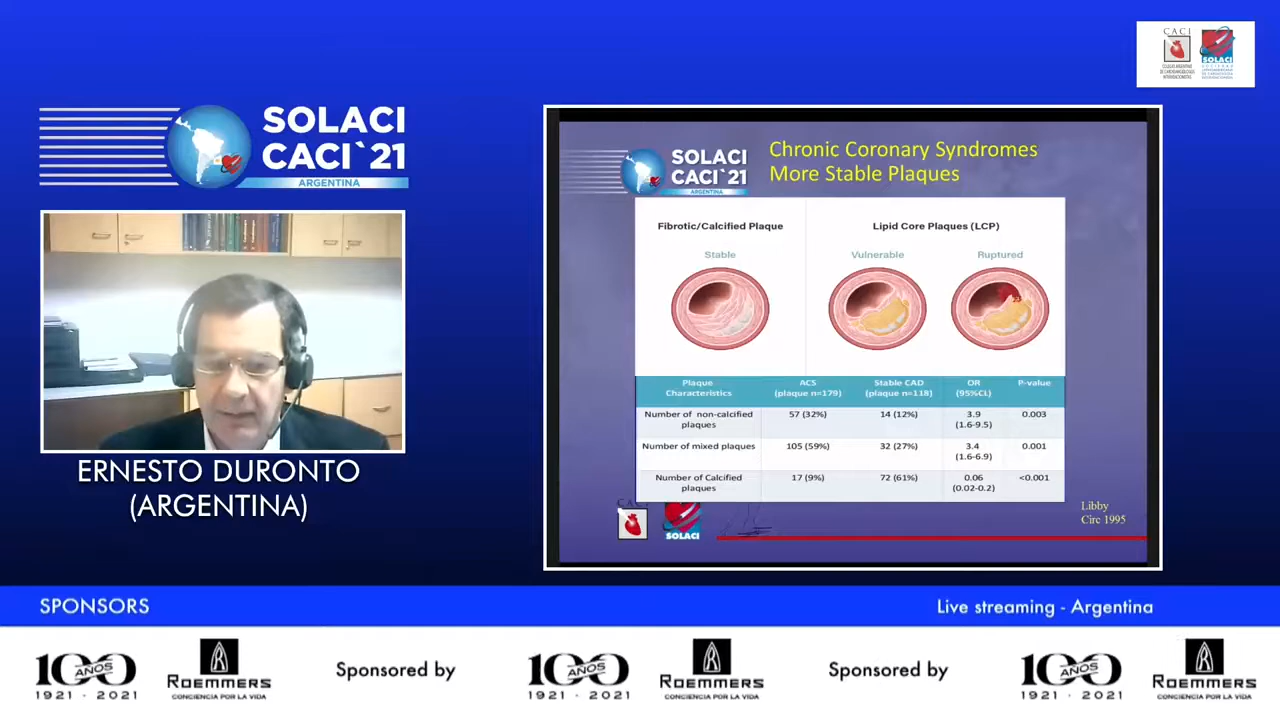 CACI
SOLACI
SOLACI
CACI`21
ARGENTINA
ERNESTO DURONTO
(ARGENTINA)
SOLACI
CACI`21
ARGENTINA
Chronic Coronary Syndromes
More Stable Plaques
Fibrotic/Calcified Plaque
Lipid Core Plaques (LCP)
Stable
Vulnerable
Ruptured
Plaque Characteristics ACS (plaque n=179) Stable CAD (plaque n=118) OR (95%CL) P-value
Number of non-calcified plaques 57 (32%) 14 (12%) 3.9 (1.6-9.5) 0.003
Number of mixed plaques 105 (59%) 32 (27%) 3.4 (1.6-6.9) 0.001
Number of Calcified plaques 17 (9%) 72 (61%) 0.06 (0.02-0.2) <0.001
CACI
SOLACI
Libby
Circ 1995
SPONSORS
Live streaming - Argentina
100 AÑOS
1921 - 2021
ROEMMERS
CONCIENCIA POR LA VIDA
Sponsored by
100 AÑOS
1921 - 2021
ROEMMERS
CONCIENCIA POR LA VIDA
Sponsored by
100 AÑOS
1921 - 2021
ROEMMERS
CONCIENCIA POR LA VIDA